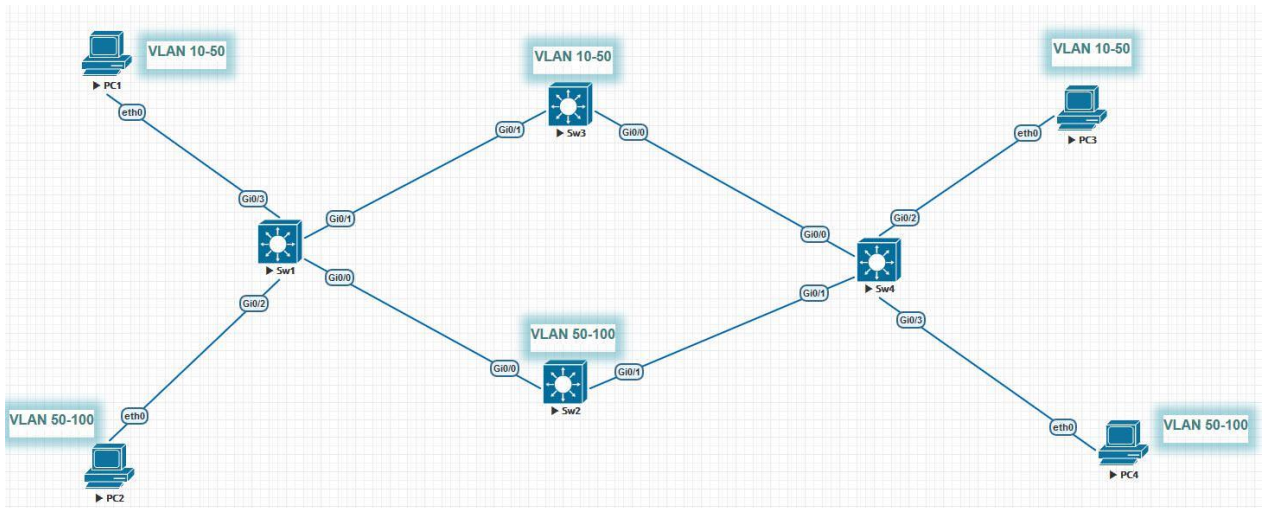 VLAN 10-50
PC1
eth0
VLAN 10-50
Sw3
Gi0/1
Gi0/0
VLAN 10-50
PC3
eth0
Gi0/3
Gi0/1
Sw1
Gi0/0
Gi0/2
Gi0/2
Gi0/0
Sw4
Gi0/1
Gi0/3
VLAN 50-100
Gi0/0
Gi0/1
Sw2
VLAN 50-100
eth0
PC2
eth0
VLAN 50-100
PC4